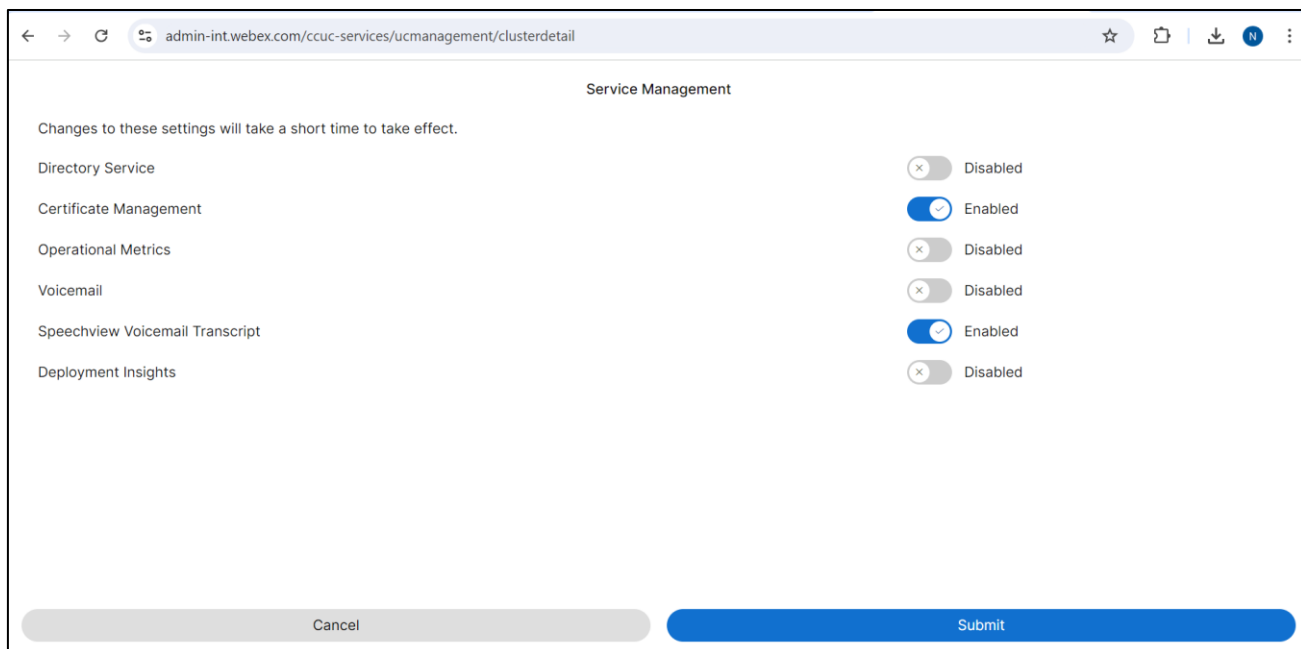 admin-int.webex.com/ccuc-services/ucmanagement/clusterdetail
N
Service Management
Changes to these settings will take a short time to take effect.
Directory Service Disabled
Certificate Management Enabled
Operational Metrics Disabled
Voicemail Disabled
Speechview Voicemail Transcript Enabled
Deployment Insights Disabled
Cancel Submit